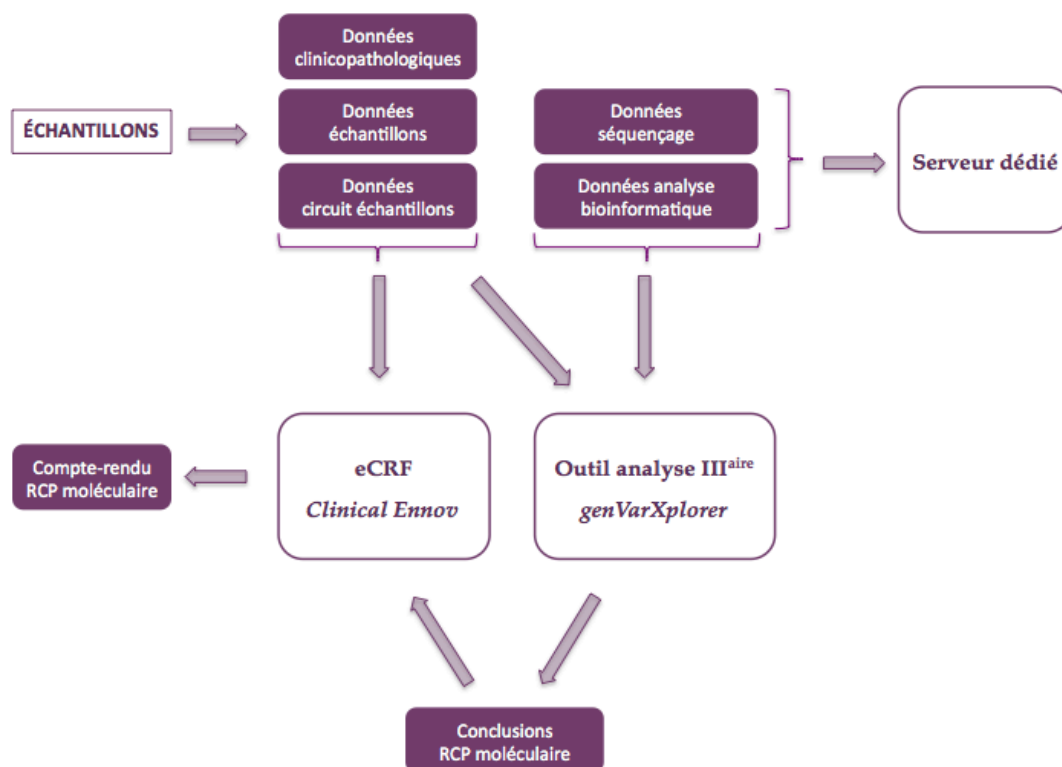 Données
clinicopathologiques
ÉCHANTILLONS
Données
échantillons
Données
séquençage
Serveur dédié
Données
circuit échantillons
Données analyse
bioinformatique
Compte-rendu
RCP moléculaire
eCRF
Clinical Ennov
Outil analyse IIIaire
genVarXplorer
Conclusions
RCP moléculaire